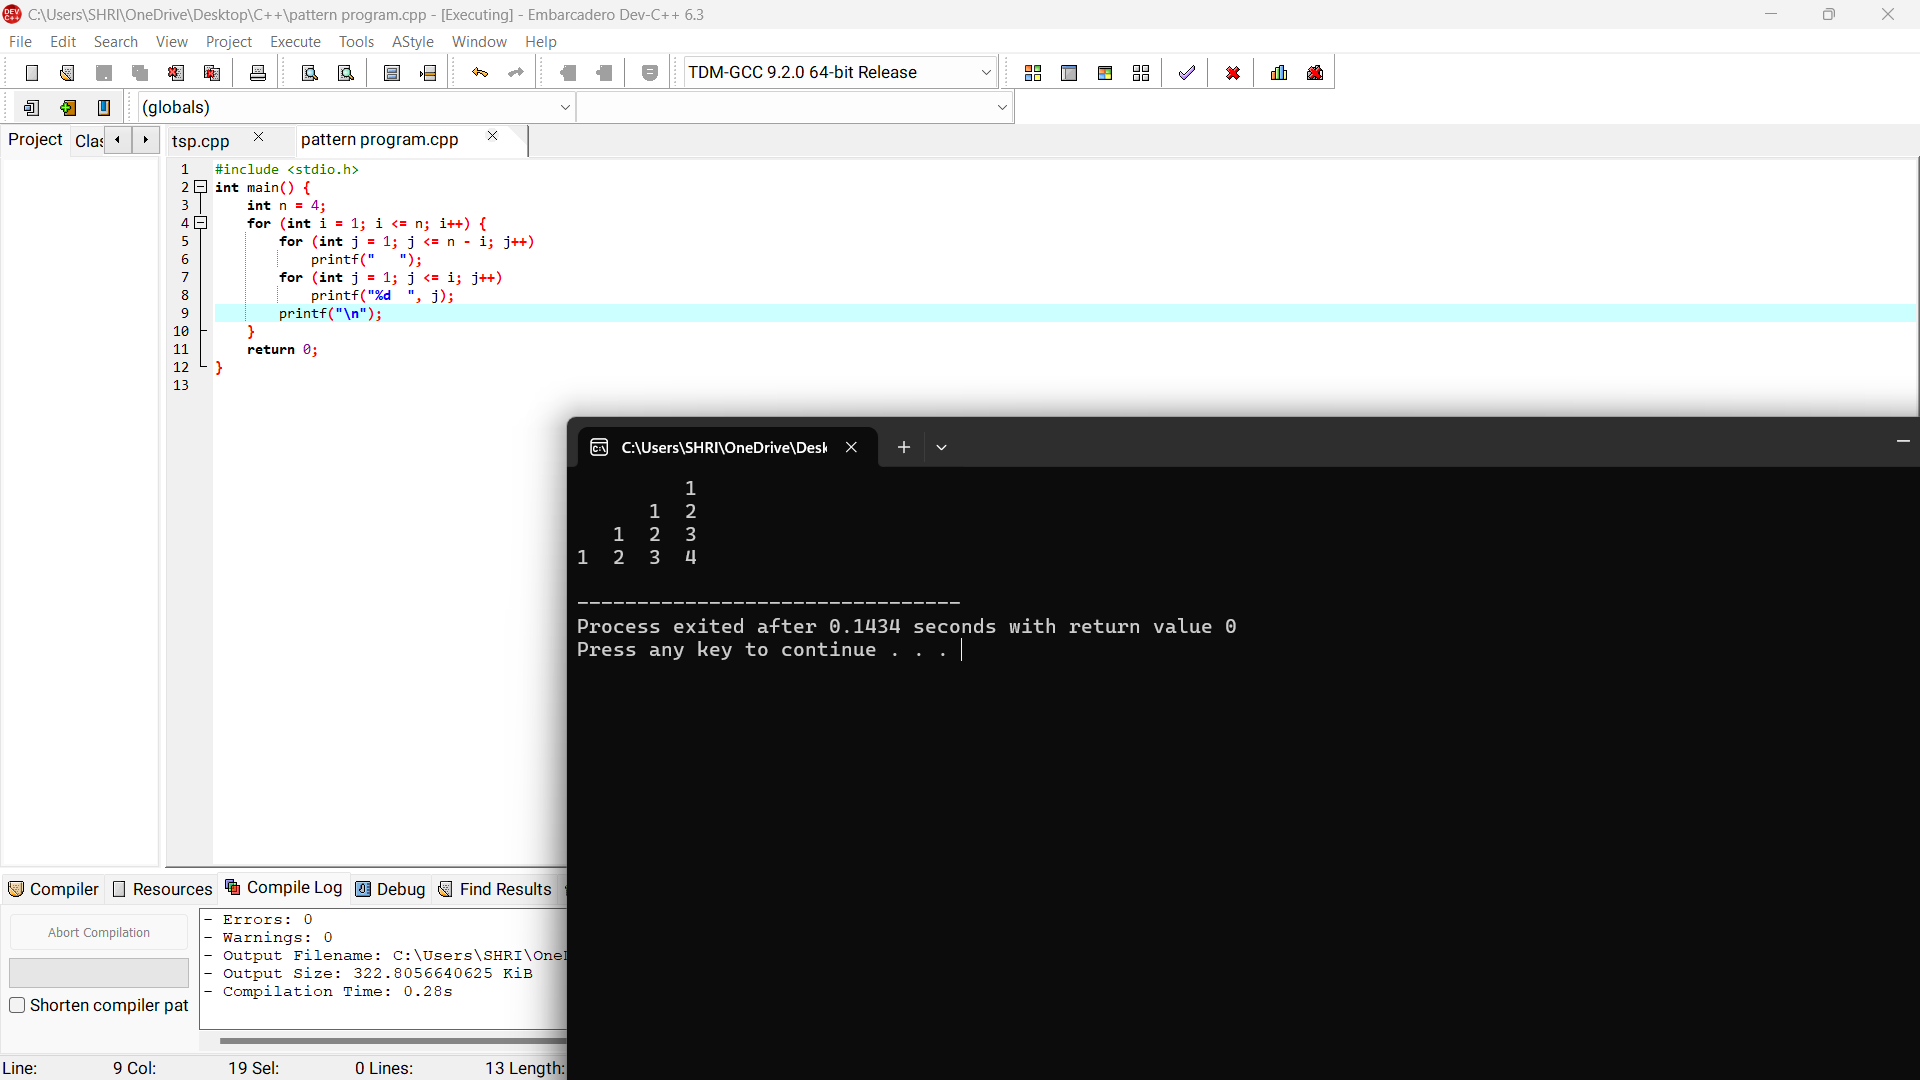 C:\Users\SHRI\OneDrive\Desktop\C++\pattern program.cpp - [Executing] - Embarcadero Dev-C++ 6.3
File Edit Search View Project Execute Tools AStyle Window Help
TDM-GCC 9.2.0 64-bit Release
(globals)
Project Clas tsp.cpp pattern program.cpp
1 #include <stdio.h>
2 int main() {
3     int n = 4;
4     for (int i = 1; i <= n; i++) {
5         for (int j = 1; j <= n - i; j++)
6             printf("   ");
7         for (int j = 1; j <= i; j++)
8             printf("%d  ", j);
9         printf("\n");
10     }
11     return 0;
12 }
13
C:\Users\SHRI\OneDrive\Desk
         1
      1  2
   1  2  3
1  2  3  4
--------------------------------
Process exited after 0.1434 seconds with return value 0
Press any key to continue . . .
Compiler Resources Compile Log Debug Find Results
Abort Compilation
Shorten compiler pat
- Errors: 0
- Warnings: 0
- Output Filename: C:\Users\SHRI\One
- Output Size: 322.8056640625 KiB
- Compilation Time: 0.28s
Line: 9 Col: 19 Sel: 0 Lines: 13 Length: